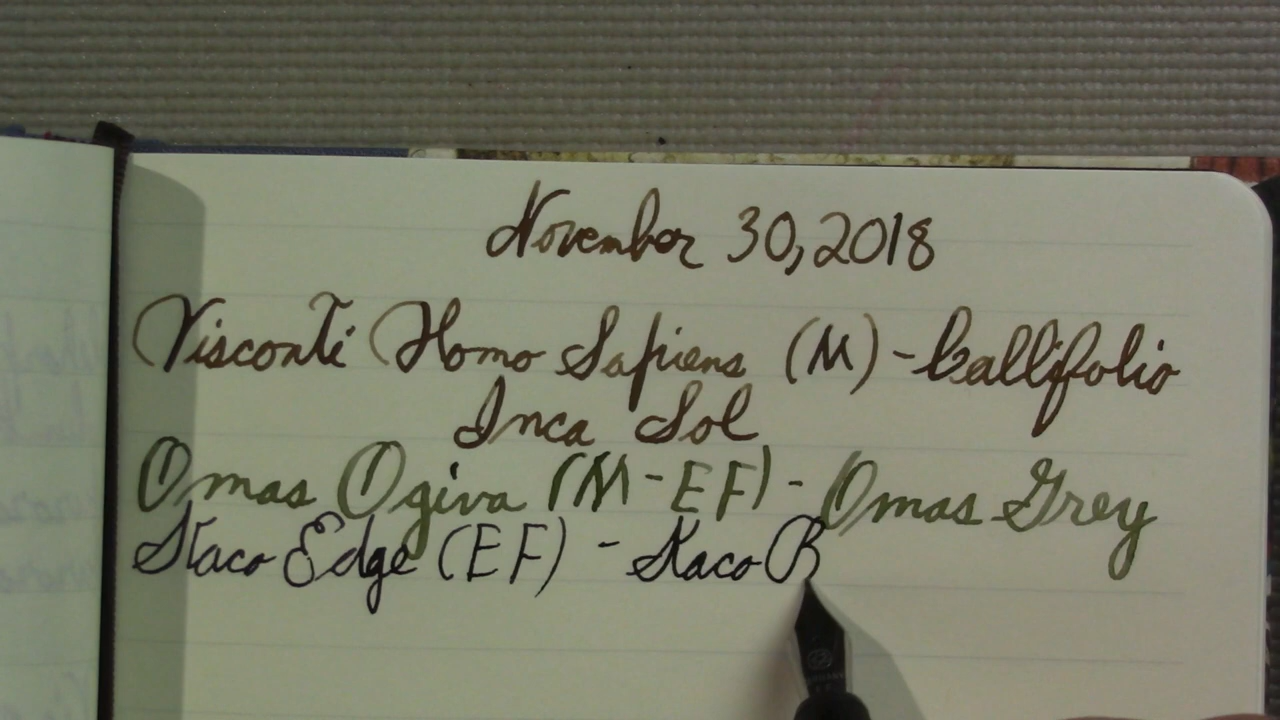 November 30, 2018
Visconti Homo Sapiens (M) - Callifolio
Inca Sol
Omas Ogiva (M-EF) - Omas Grey
Kaco Edge (EF) - Kaco B